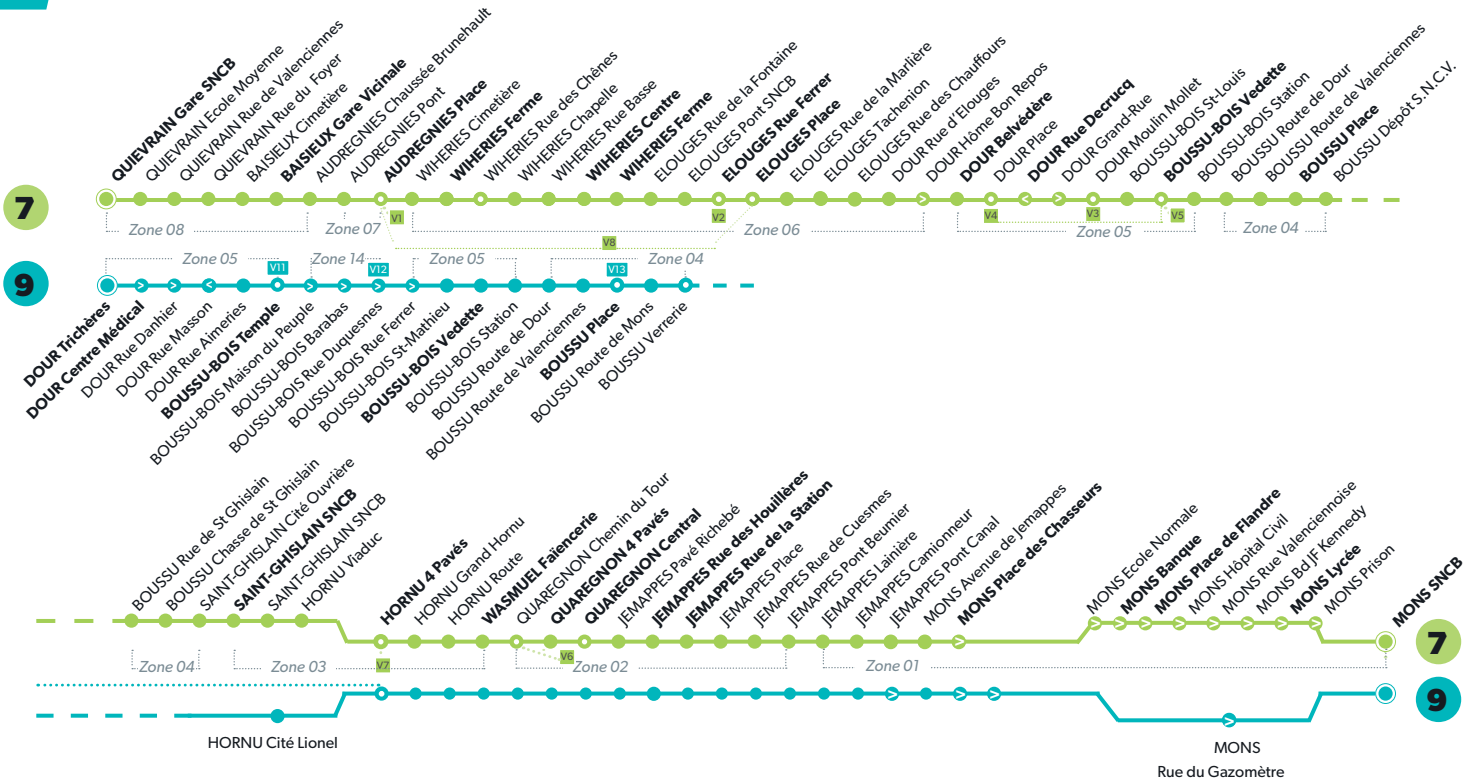 QUIEVRAIN Gare SNCB
QUIEVRAIN Ecole Moyenne
QUIEVRAIN Rue de Valenciennes
QUIEVRAIN Rue du Foyer
BAISIEUX Cimetière
BAISIEUX Gare Vicinale
AUDREGNIES Chaussée Brunehault
AUDREGNIES Pont
AUDREGNIES Place
WIHERIES Cimetière
WIHERIES Ferme
WIHERIES Rue des Chênes
WIHERIES Chapelle
WIHERIES Rue Basse
WIHERIES Centre
WIHERIES Ferme
ELOUGES Rue de la Fontaine
ELOUGES Pont SNCB
ELOUGES Rue Ferrer
ELOUGES Place
ELOUGES Rue de la Marlière
ELOUGES Tachenion
ELOUGES Rue des Chauffours
DOUR Rue d'Elouges
DOUR Hôme Bon Repos
DOUR Belvédère
DOUR Place
DOUR Rue Decrucq
DOUR Grand-Rue
DOUR Moulin Mollet
BOUSSU-BOIS St-Louis
BOUSSU-BOIS Vedette
BOUSSU-BOIS Station
BOUSSU Route de Dour
BOUSSU Route de Valenciennes
BOUSSU Place
BOUSSU Dépôt S.N.C.V.
7
V1
V2
V4
V3
V5
Zone 08
Zone 07
Zone 06
Zone 05
Zone 04
V8
Zone 05
Zone 14
Zone 05
Zone 04
V11
V12
V13
9
DOUR Trichères
DOUR Centre Médical
DOUR Rue Danhier
DOUR Rue Masson
DOUR Rue Aimeries
BOUSSU-BOIS Temple
BOUSSU-BOIS Maison du Peuple
BOUSSU-BOIS Barabas
BOUSSU-BOIS Rue Duquesnes
BOUSSU-BOIS Rue Ferrer
BOUSSU-BOIS St-Mathieu
BOUSSU-BOIS Vedette
BOUSSU-BOIS Station
BOUSSU Route de Dour
BOUSSU Route de Valenciennes
BOUSSU Place
BOUSSU Route de Mons
BOUSSU Verrerie
BOUSSU Rue de St Ghislain
BOUSSU Chasse de St Ghislain
SAINT-GHISLAIN Cité Ouvrière
SAINT-GHISLAIN SNCB
SAINT-GHISLAIN SNCB
HORNU Viaduc
HORNU 4 Pavés
HORNU Grand Hornu
HORNU Route
WASMUEL Faïencerie
QUAREGNON Chemin du Tour
QUAREGNON 4 Pavés
QUAREGNON Central
JEMAPPES Pavé Richebé
JEMAPPES Rue des Houillères
JEMAPPES Rue de la Station
JEMAPPES Place
JEMAPPES Rue de Cuesmes
JEMAPPES Pont Beumier
JEMAPPES Lainière
JEMAPPES Camionneur
JEMAPPES Pont Canal
MONS Avenue de Jemappes
MONS Place des Chasseurs
MONS Ecole Normale
MONS Banque
MONS Place de Flandre
MONS Hôpital Civil
MONS Rue Valenciennoise
MONS Bd JF Kennedy
MONS Lycée
MONS Prison
MONS SNCB
7
Zone 04
Zone 03
V7
V6
Zone 02
Zone 01
9
HORNU Cité Lionel
MONS
Rue du Gazomètre